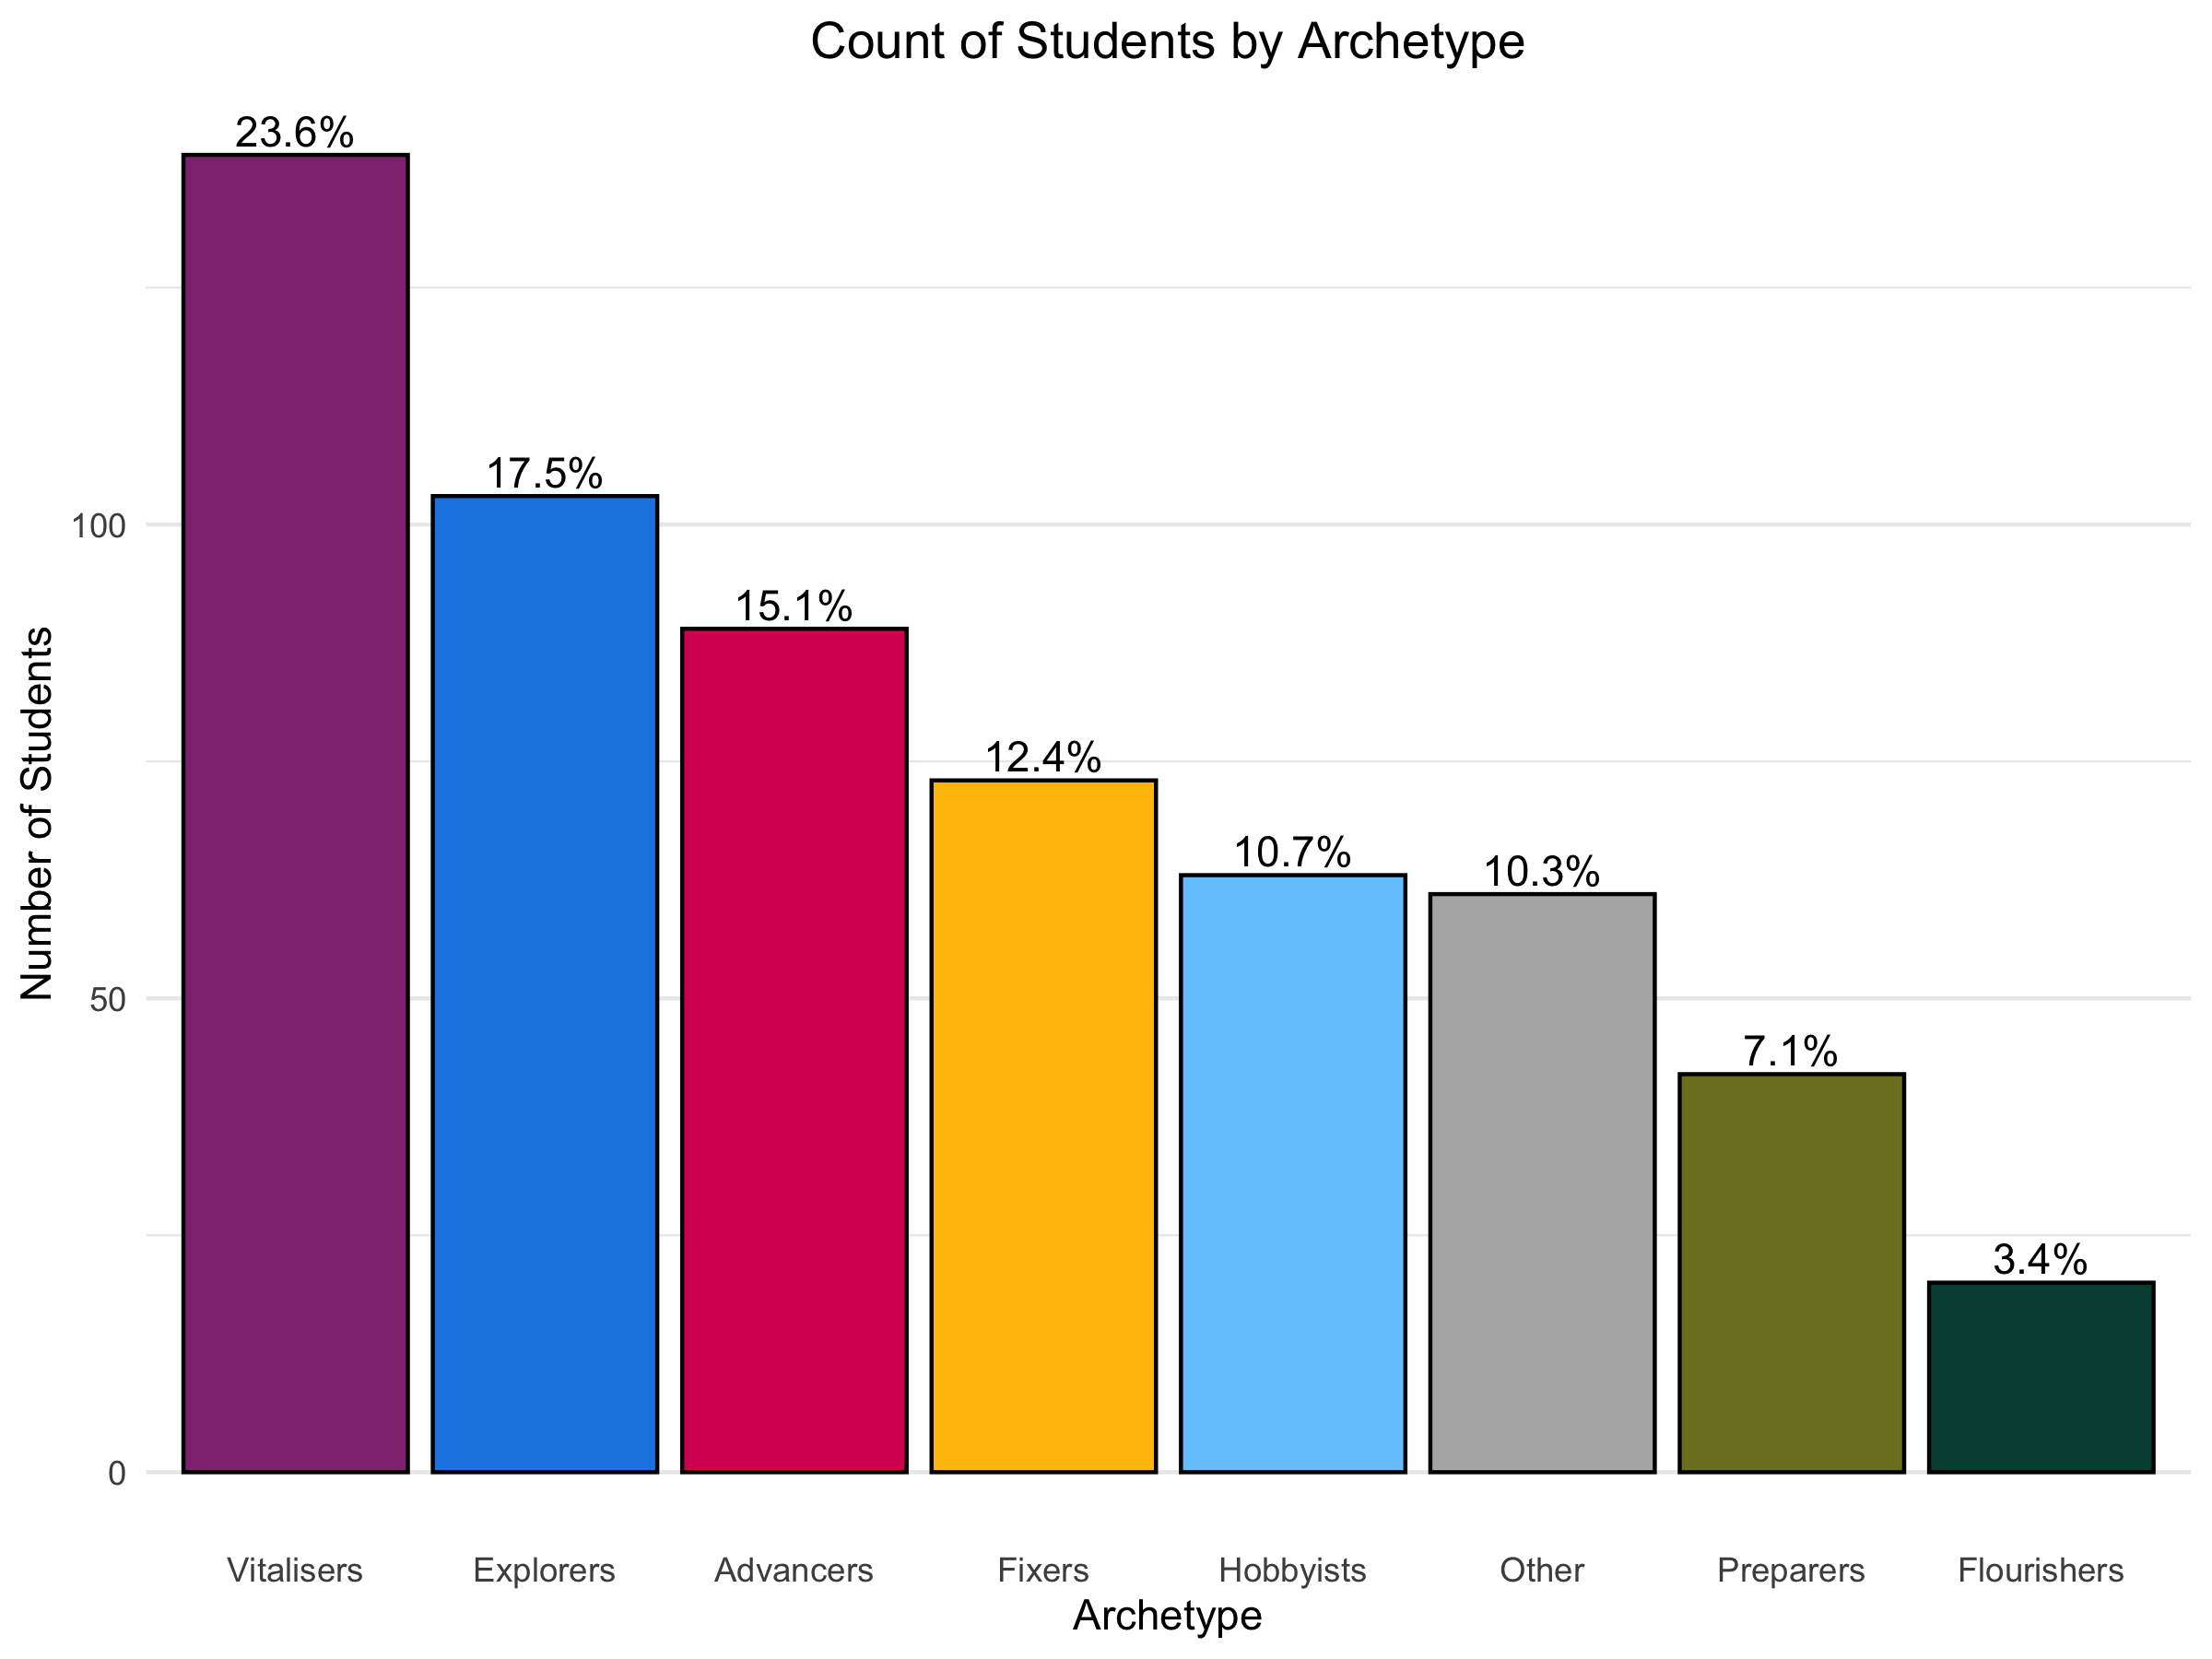 Count of Students by Archetype
23.6%
17.5%
15.1%
12.4%
10.7%
10.3%
7.1%
3.4%
Number of Students
100
50
0
Vitalisers Explorers Advancers Fixers Hobbyists Other Preparers Flourishers
Archetype